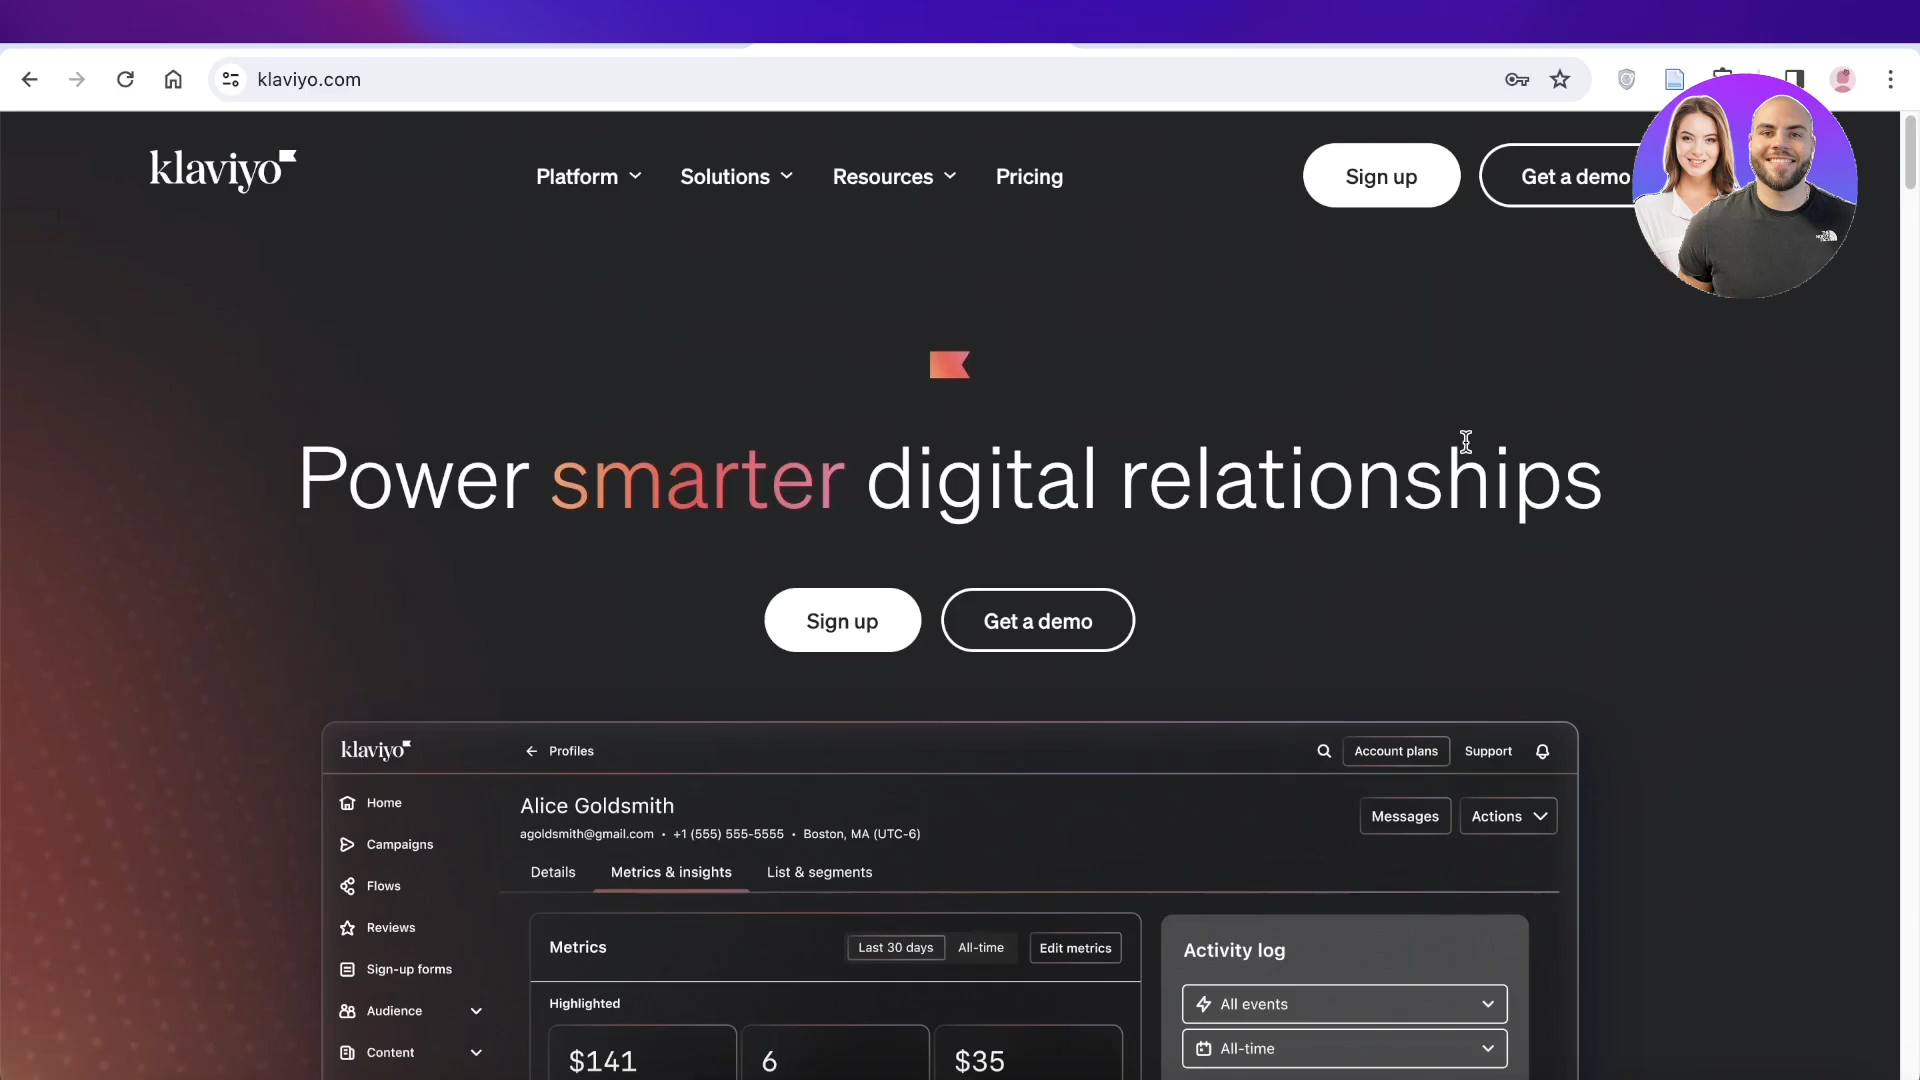 klaviyo.com
klaviyo
Platform
Solutions
Resources
Pricing
Sign up
Get a demo
THE NORTH FACE
Power smarter digital relationships
Sign up
Get a demo
klaviyo
Profiles
Account plans
Support
Home
Alice Goldsmith
Messages
Actions
agoldsmith@gmail.com • +1 (555) 555-5555 • Boston, MA (UTC-6)
Campaigns
Details
Metrics & insights
List & segments
Flows
Reviews
Metrics
Last 30 days
All-time
Edit metrics
Activity log
Sign-up forms
Highlighted
All events
Audience
Content
All-time
$141
6
$35